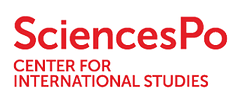 SciencesPo
CENTER FOR
INTERNATIONAL STUDIES